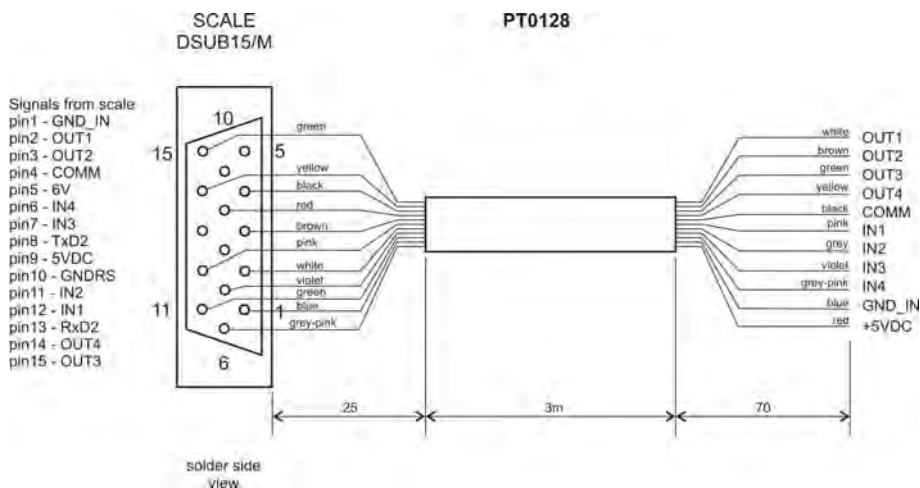 SCALE
DSUB15/M
PT0128
Signals from scale
pin1 - GND_IN
pin2 - OUT1
pin3 - OUT2
pin4 - COMM
pin5 - 6V
pin6 - IN4
pin7 - IN3
pin8 - TxD2
pin9 - 5VDC
pin10 - GNDRS
pin11 - IN2
pin12 - IN1
pin13 - RxD2
pin14 - OUT4
pin15 - OUT3
10
15
5
11
1
6
green
yellow
black
red
brown
pink
white
violet
green
blue
grey-pink
white OUT1
brown OUT2
green OUT3
yellow OUT4
black COMM
pink IN1
grey IN2
violet IN3
grey-pink IN4
blue GND_IN
red +5VDC
25
3m
70
solder side
view